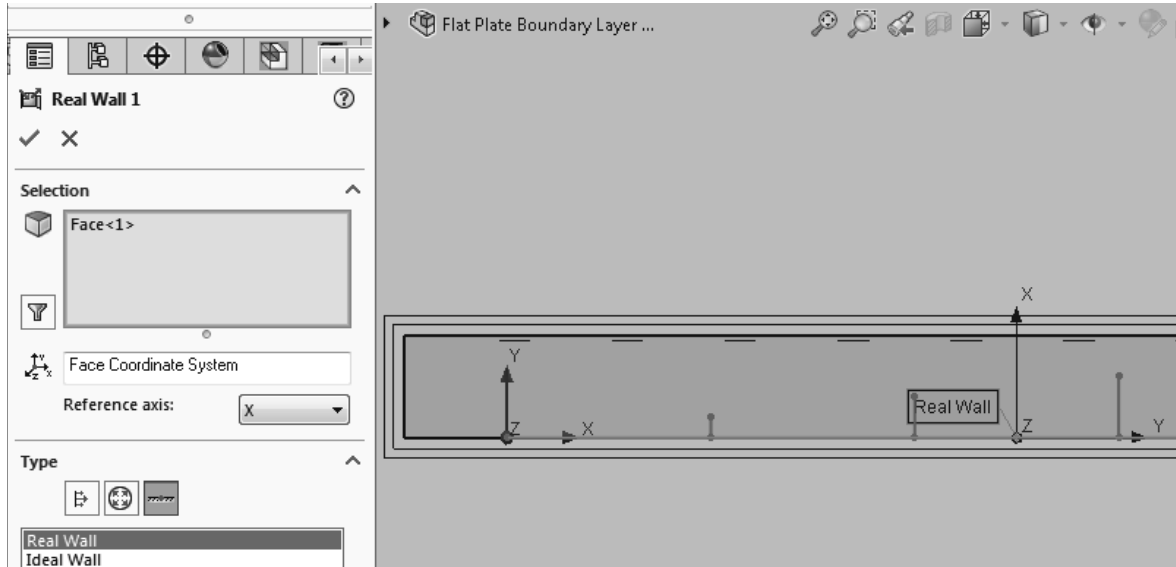 Flat Plate Boundary Layer ...
Real Wall 1
Selection
Face<1>
Face Coordinate System
Reference axis:
X
Type
Real Wall
Ideal Wall
Y
Z
X
Real Wall
X
Z
Y